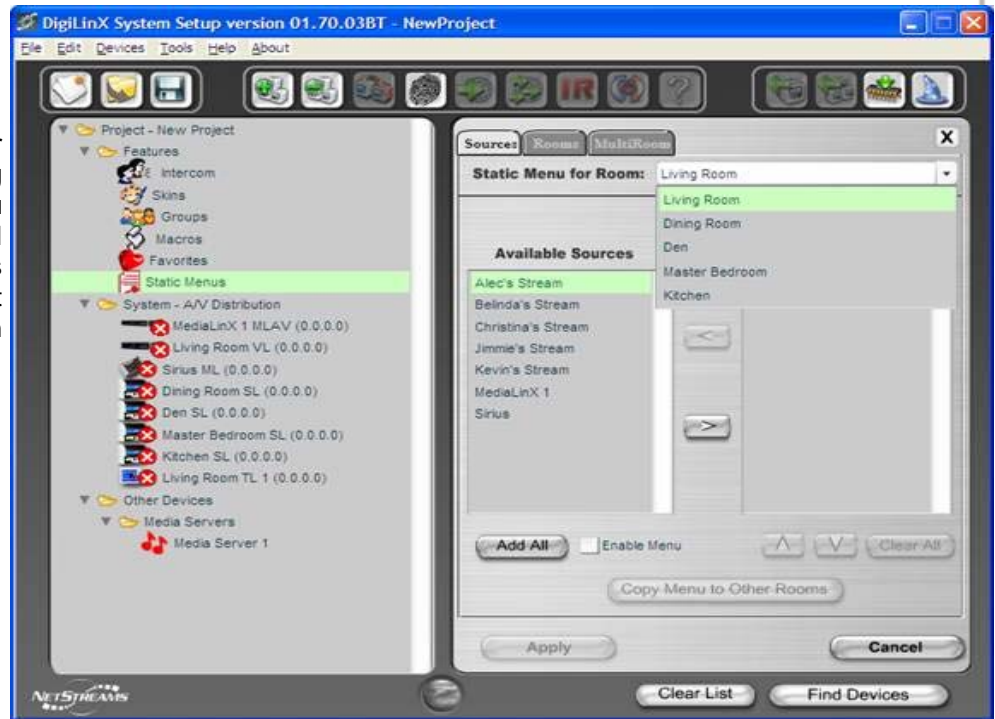 DigiLinX System Setup version 01.70.03BT - NewProject
File Edit Devices Tools Help About
IR
?
Project - New Project
Features
Intercom
Skins
Groups
Macros
Favorites
Static Menus
System - A/V Distribution
MediaLinX 1 MLAV (0.0.0.0)
Living Room VL (0.0.0.0)
Sirius ML (0.0.0.0)
Dining Room SL (0.0.0.0)
Den SL (0.0.0.0)
Master Bedroom SL (0.0.0.0)
Kitchen SL (0.0.0.0)
Living Room TL 1 (0.0.0.0)
Other Devices
Media Servers
Media Server 1
Sources Rooms MultiRoom X
Static Menu for Room: Living Room
Living Room
Dining Room
Den
Master Bedroom
Kitchen
Available Sources
Alec's Stream
Belinda's Stream
Christina's Stream
Jimmie's Stream
Kevin's Stream
MediaLinX 1
Sirius
<
>
Add All Enable Menu Clear All
Copy Menu to Other Rooms
Apply Cancel
NETSTREAMS Clear List Find Devices